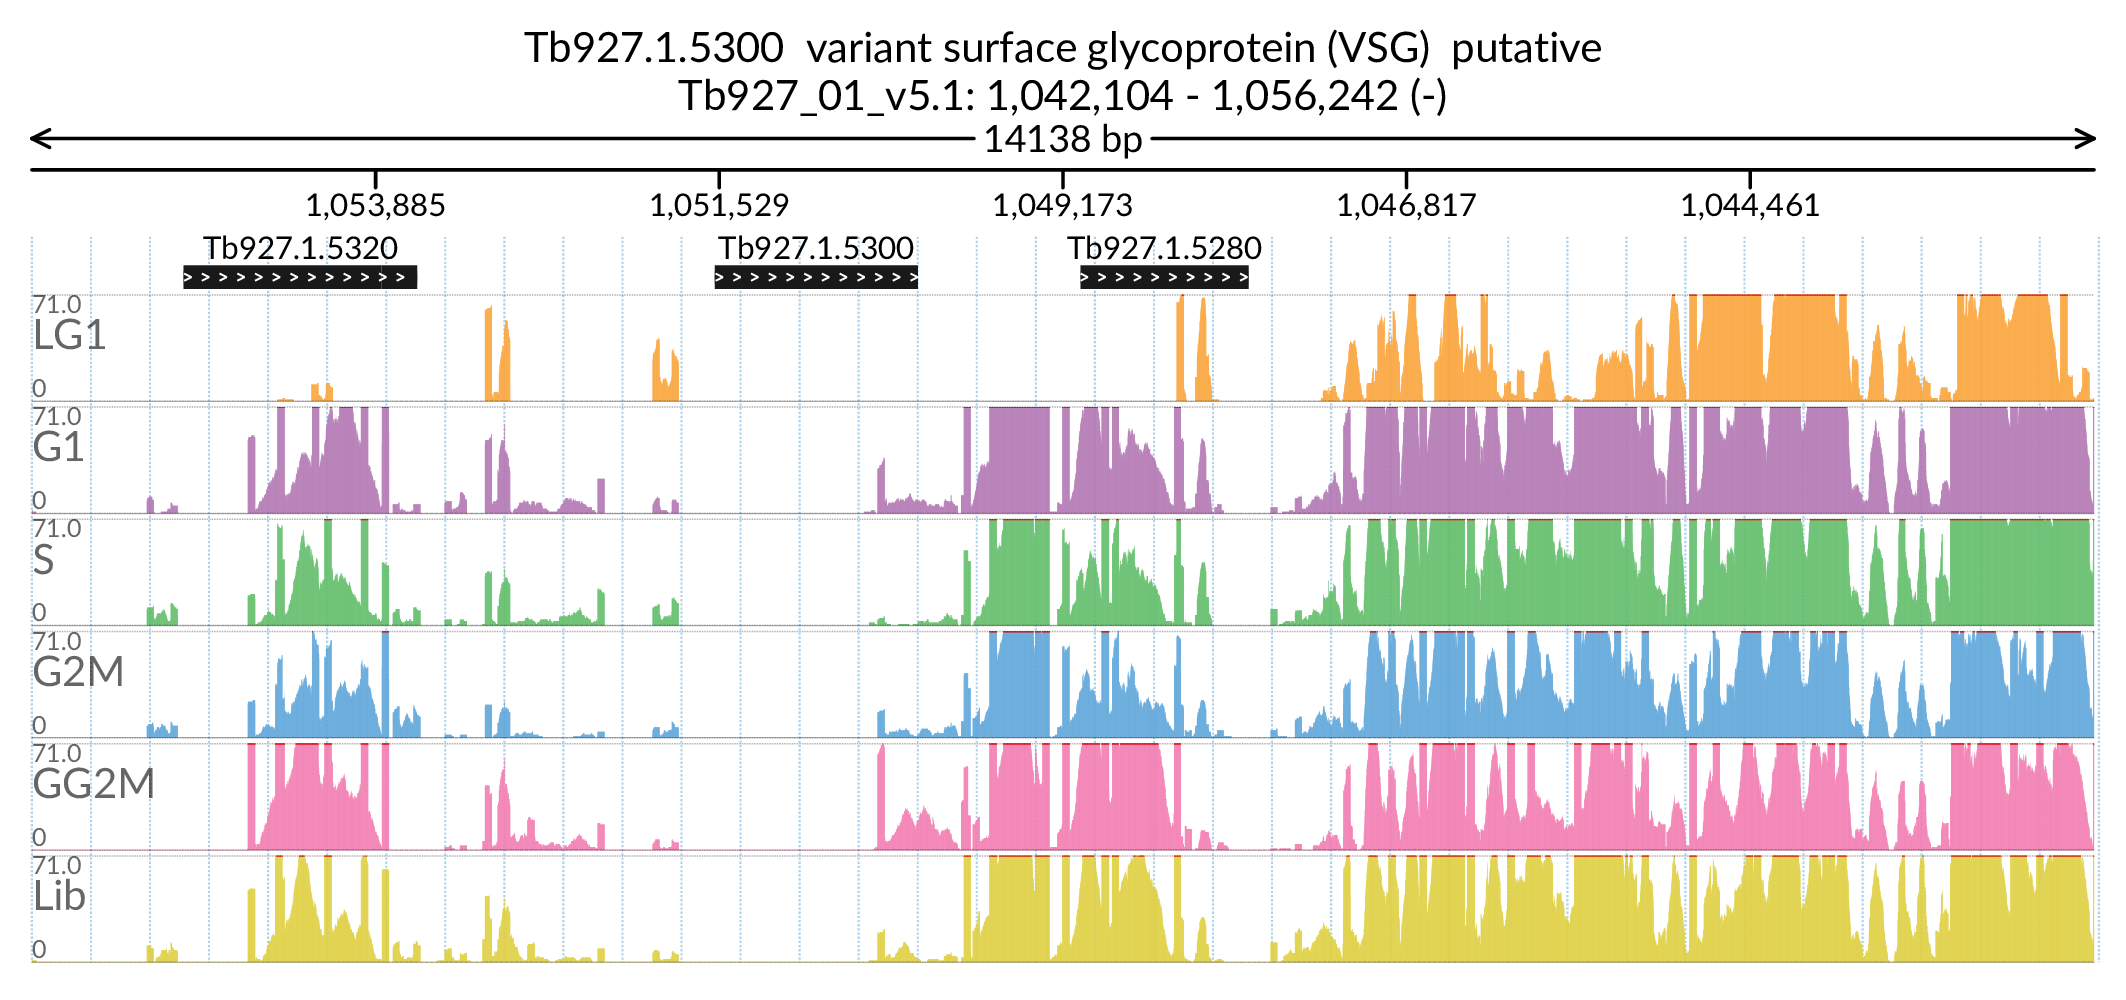 Tb927.1.5300  variant surface glycoprotein (VSG)  putative
Tb927_01_v5.1: 1,042,104 - 1,056,242 (-)
14138 bp
1,053,885 1,051,529 1,049,173 1,046,817 1,044,461
Tb927.1.5320 Tb927.1.5300 Tb927.1.5280
71.0
LG1
0
71.0
G1
0
71.0
S
0
71.0
G2M
0
71.0
GG2M
0
71.0
Lib
0